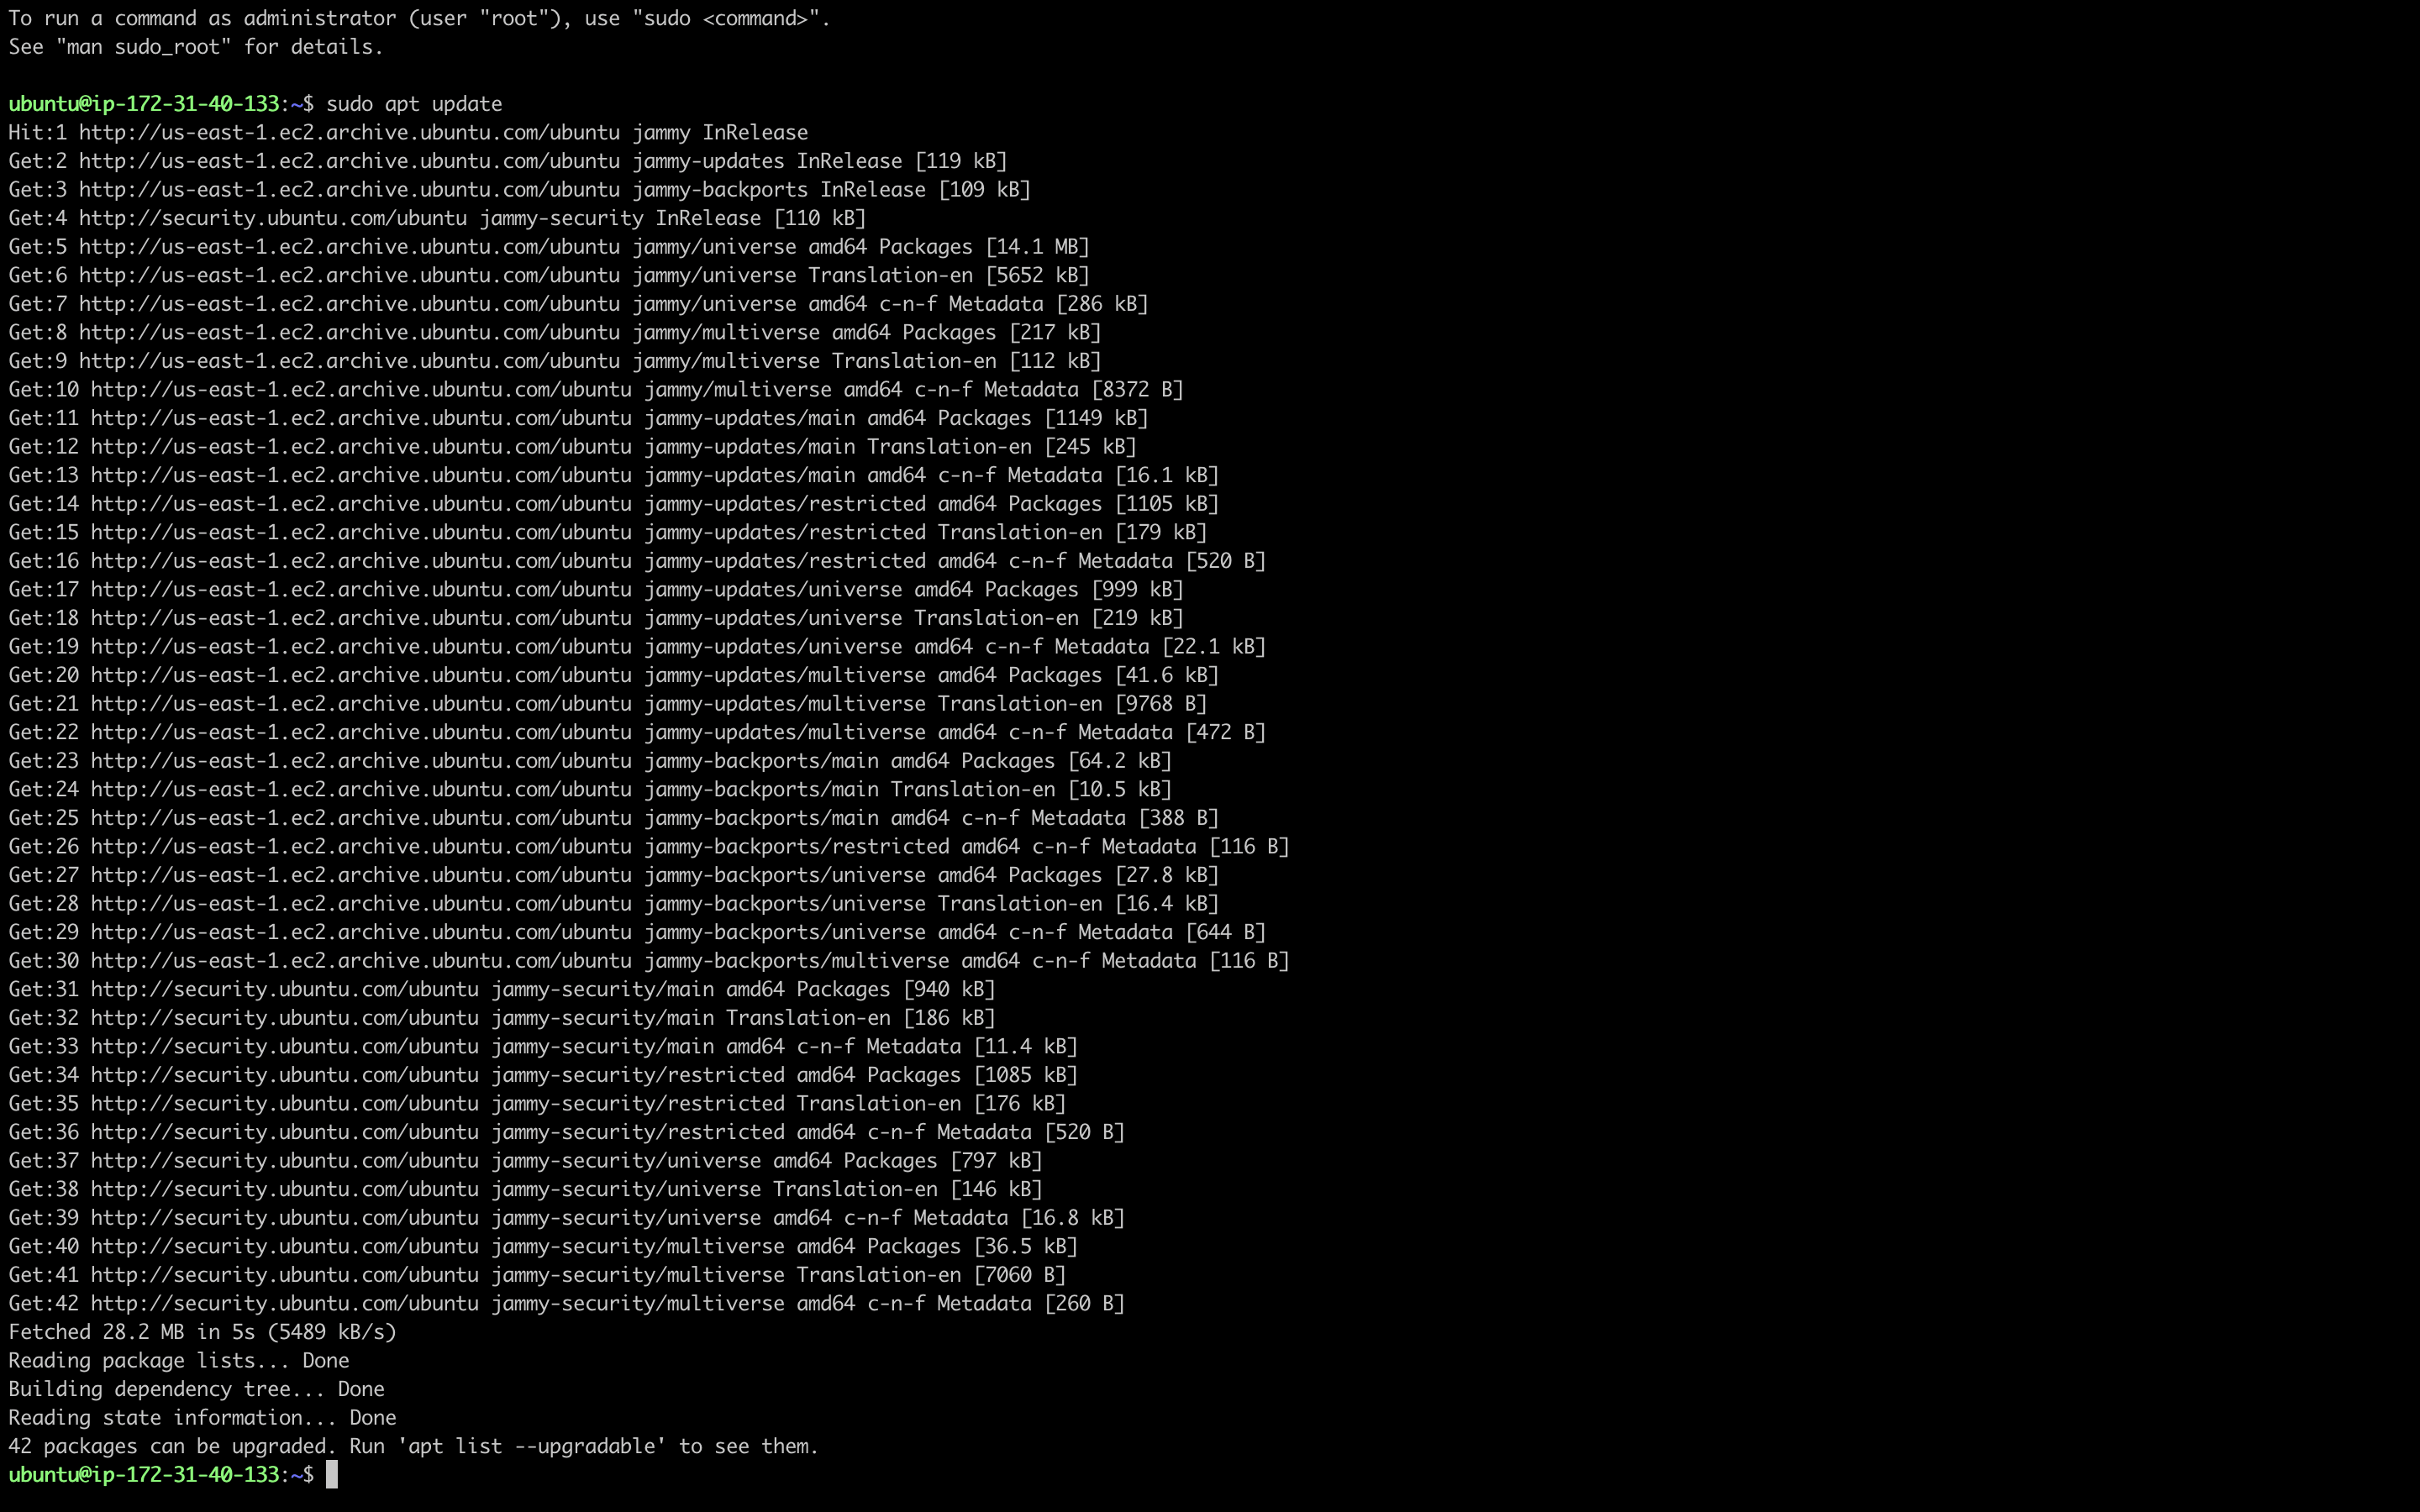 To run a command as administrator (user "root"), use "sudo <command>".
See "man sudo_root" for details.
ubuntu@ip-172-31-40-133:~$ sudo apt update
Hit:1 http://us-east-1.ec2.archive.ubuntu.com/ubuntu jammy InRelease
Get:2 http://us-east-1.ec2.archive.ubuntu.com/ubuntu jammy-updates InRelease [119 kB]
Get:3 http://us-east-1.ec2.archive.ubuntu.com/ubuntu jammy-backports InRelease [109 kB]
Get:4 http://security.ubuntu.com/ubuntu jammy-security InRelease [110 kB]
Get:5 http://us-east-1.ec2.archive.ubuntu.com/ubuntu jammy/universe amd64 Packages [14.1 MB]
Get:6 http://us-east-1.ec2.archive.ubuntu.com/ubuntu jammy/universe Translation-en [5652 kB]
Get:7 http://us-east-1.ec2.archive.ubuntu.com/ubuntu jammy/universe amd64 c-n-f Metadata [286 kB]
Get:8 http://us-east-1.ec2.archive.ubuntu.com/ubuntu jammy/multiverse amd64 Packages [217 kB]
Get:9 http://us-east-1.ec2.archive.ubuntu.com/ubuntu jammy/multiverse Translation-en [112 kB]
Get:10 http://us-east-1.ec2.archive.ubuntu.com/ubuntu jammy/multiverse amd64 c-n-f Metadata [8372 B]
Get:11 http://us-east-1.ec2.archive.ubuntu.com/ubuntu jammy-updates/main amd64 Packages [1149 kB]
Get:12 http://us-east-1.ec2.archive.ubuntu.com/ubuntu jammy-updates/main Translation-en [245 kB]
Get:13 http://us-east-1.ec2.archive.ubuntu.com/ubuntu jammy-updates/main amd64 c-n-f Metadata [16.1 kB]
Get:14 http://us-east-1.ec2.archive.ubuntu.com/ubuntu jammy-updates/restricted amd64 Packages [1105 kB]
Get:15 http://us-east-1.ec2.archive.ubuntu.com/ubuntu jammy-updates/restricted Translation-en [179 kB]
Get:16 http://us-east-1.ec2.archive.ubuntu.com/ubuntu jammy-updates/restricted amd64 c-n-f Metadata [520 B]
Get:17 http://us-east-1.ec2.archive.ubuntu.com/ubuntu jammy-updates/universe amd64 Packages [999 kB]
Get:18 http://us-east-1.ec2.archive.ubuntu.com/ubuntu jammy-updates/universe Translation-en [219 kB]
Get:19 http://us-east-1.ec2.archive.ubuntu.com/ubuntu jammy-updates/universe amd64 c-n-f Metadata [22.1 kB]
Get:20 http://us-east-1.ec2.archive.ubuntu.com/ubuntu jammy-updates/multiverse amd64 Packages [41.6 kB]
Get:21 http://us-east-1.ec2.archive.ubuntu.com/ubuntu jammy-updates/multiverse Translation-en [9768 B]
Get:22 http://us-east-1.ec2.archive.ubuntu.com/ubuntu jammy-updates/multiverse amd64 c-n-f Metadata [472 B]
Get:23 http://us-east-1.ec2.archive.ubuntu.com/ubuntu jammy-backports/main amd64 Packages [64.2 kB]
Get:24 http://us-east-1.ec2.archive.ubuntu.com/ubuntu jammy-backports/main Translation-en [10.5 kB]
Get:25 http://us-east-1.ec2.archive.ubuntu.com/ubuntu jammy-backports/main amd64 c-n-f Metadata [388 B]
Get:26 http://us-east-1.ec2.archive.ubuntu.com/ubuntu jammy-backports/restricted amd64 c-n-f Metadata [116 B]
Get:27 http://us-east-1.ec2.archive.ubuntu.com/ubuntu jammy-backports/universe amd64 Packages [27.8 kB]
Get:28 http://us-east-1.ec2.archive.ubuntu.com/ubuntu jammy-backports/universe Translation-en [16.4 kB]
Get:29 http://us-east-1.ec2.archive.ubuntu.com/ubuntu jammy-backports/universe amd64 c-n-f Metadata [644 B]
Get:30 http://us-east-1.ec2.archive.ubuntu.com/ubuntu jammy-backports/multiverse amd64 c-n-f Metadata [116 B]
Get:31 http://security.ubuntu.com/ubuntu jammy-security/main amd64 Packages [940 kB]
Get:32 http://security.ubuntu.com/ubuntu jammy-security/main Translation-en [186 kB]
Get:33 http://security.ubuntu.com/ubuntu jammy-security/main amd64 c-n-f Metadata [11.4 kB]
Get:34 http://security.ubuntu.com/ubuntu jammy-security/restricted amd64 Packages [1085 kB]
Get:35 http://security.ubuntu.com/ubuntu jammy-security/restricted Translation-en [176 kB]
Get:36 http://security.ubuntu.com/ubuntu jammy-security/restricted amd64 c-n-f Metadata [520 B]
Get:37 http://security.ubuntu.com/ubuntu jammy-security/universe amd64 Packages [797 kB]
Get:38 http://security.ubuntu.com/ubuntu jammy-security/universe Translation-en [146 kB]
Get:39 http://security.ubuntu.com/ubuntu jammy-security/universe amd64 c-n-f Metadata [16.8 kB]
Get:40 http://security.ubuntu.com/ubuntu jammy-security/multiverse amd64 Packages [36.5 kB]
Get:41 http://security.ubuntu.com/ubuntu jammy-security/multiverse Translation-en [7060 B]
Get:42 http://security.ubuntu.com/ubuntu jammy-security/multiverse amd64 c-n-f Metadata [260 B]
Fetched 28.2 MB in 5s (5489 kB/s)
Reading package lists... Done
Building dependency tree... Done
Reading state information... Done
42 packages can be upgraded. Run 'apt list --upgradable' to see them.
ubuntu@ip-172-31-40-133:~$